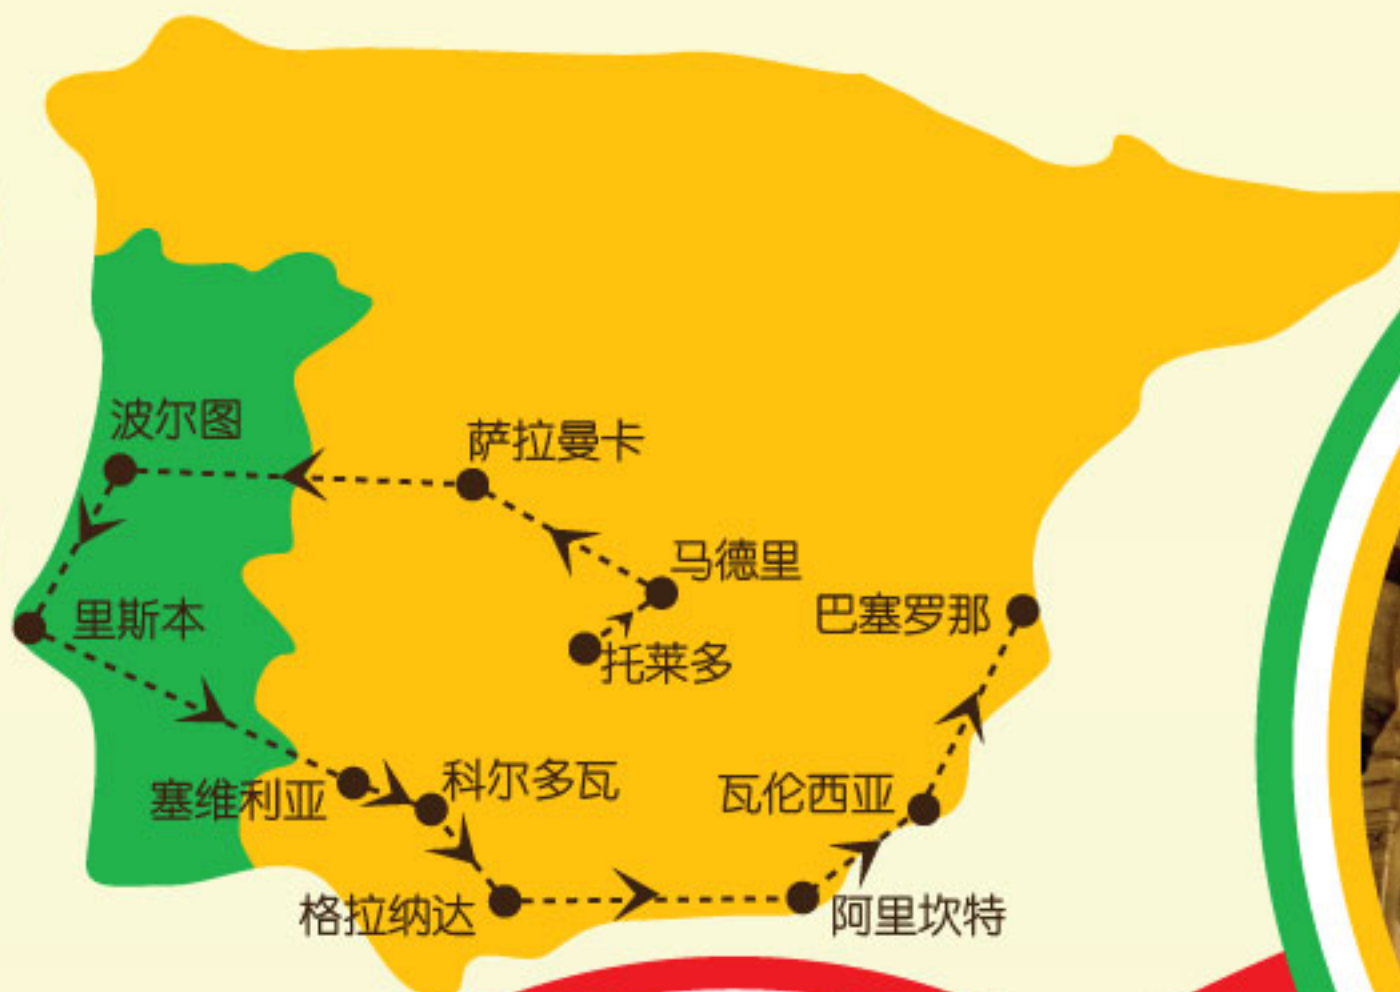 波尔图
萨拉曼卡
马德里
巴塞罗那
里斯本
托莱多
科尔多瓦
瓦伦西亚
塞维利亚
格拉纳达
阿里坎特